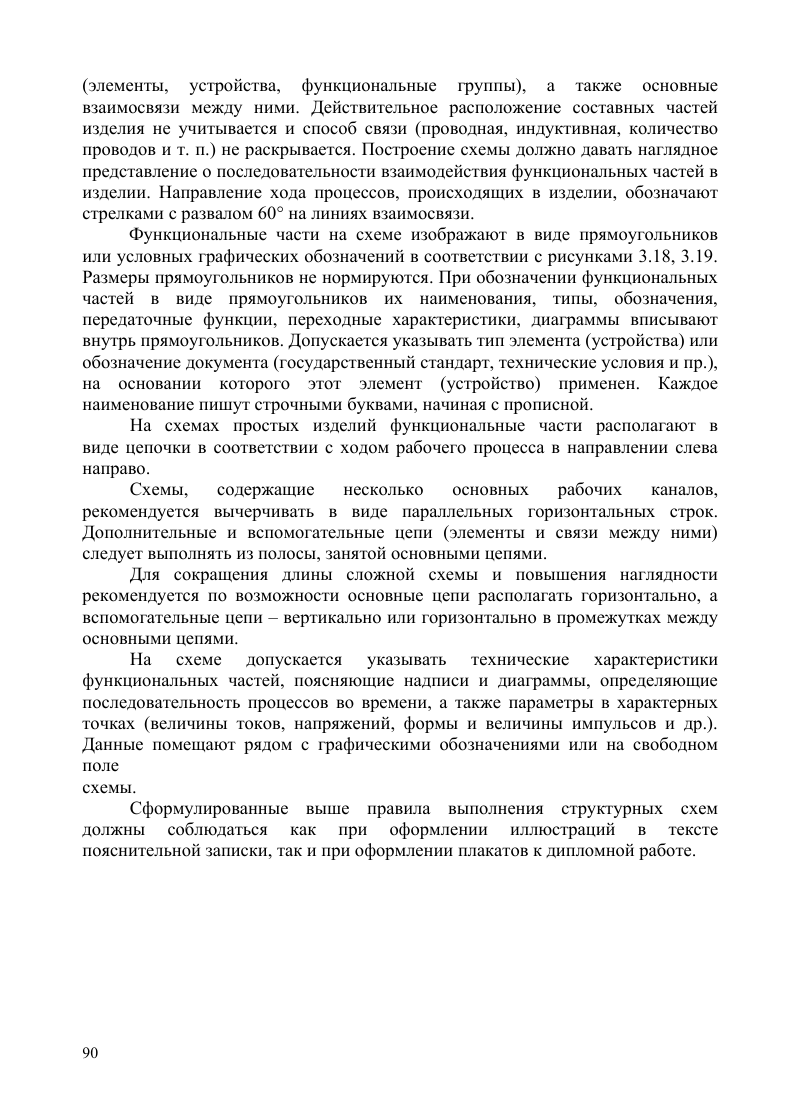 (элементы, устройства, функциональные группы), а также основные
взаимосвязи между ними. Действительное расположение составных частей
изделия не учитывается и способ связи (проводная, индуктивная, количество
проводов и т. п.) не раскрывается. Построение схемы должно давать наглядное
представление о последовательности взаимодействия функциональных частей в
изделии. Направление хода процессов, происходящих в изделии, обозначают
стрелками с развалом 60° на линиях взаимосвязи.
Функциональные части на схеме изображают в виде прямоугольников
или условных графических обозначений в соответствии с рисунками 3.18, 3.19.
Размеры прямоугольников не нормируются. При обозначении функциональных
частей в виде прямоугольников их наименования, типы, обозначения,
передаточные функции, переходные характеристики, диаграммы вписывают
внутрь прямоугольников. Допускается указывать тип элемента (устройства) или
обозначение документа (государственный стандарт, технические условия и пр.),
на основании которого этот элемент (устройство) применен. Каждое
наименование пишут строчными буквами, начиная с прописной.
На схемах простых изделий функциональные части располагают в
виде цепочки в соответствии с ходом рабочего процесса в направлении слева
направо.
Схемы, содержащие несколько основных рабочих каналов,
рекомендуется вычерчивать в виде параллельных горизонтальных строк.
Дополнительные и вспомогательные цепи (элементы и связи между ними)
следует выполнять из полосы, занятой основными цепями.
Для сокращения длины сложной схемы и повышения наглядности
рекомендуется по возможности основные цепи располагать горизонтально, а
вспомогательные цепи – вертикально или горизонтально в промежутках между
основными цепями.
На схеме допускается указывать технические характеристики
функциональных частей, поясняющие надписи и диаграммы, определяющие
последовательность процессов во времени, а также параметры в характерных
точках (величины токов, напряжений, формы и величины импульсов и др.).
Данные помещают рядом с графическими обозначениями или на свободном
поле
схемы.
Сформулированные выше правила выполнения структурных схем
должны соблюдаться как при оформлении иллюстраций в тексте
пояснительной записки, так и при оформлении плакатов к дипломной работе.
90